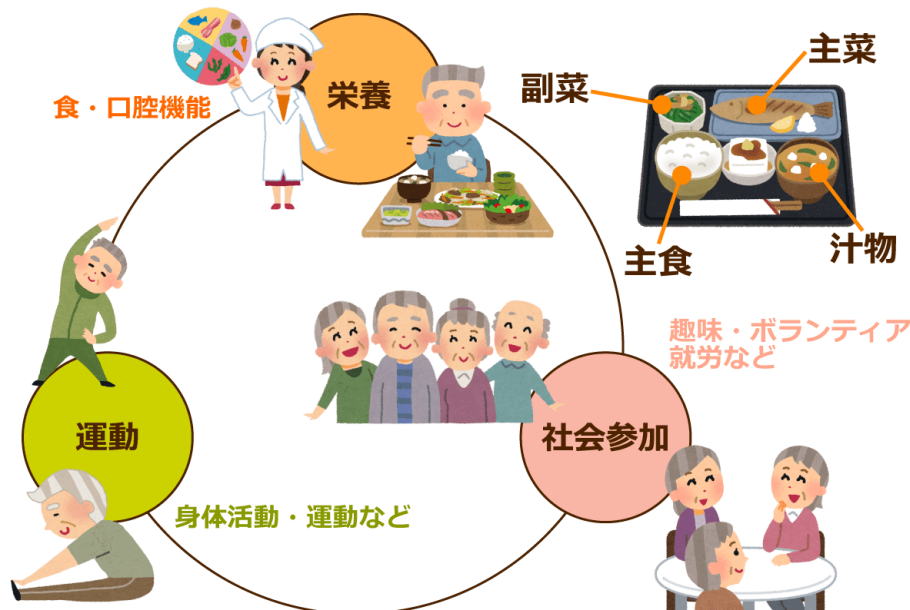 栄養
食・口腔機能
主菜
副菜
主食
汁物
趣味・ボランティア
就労など
運動
社会参加
身体活動・運動など